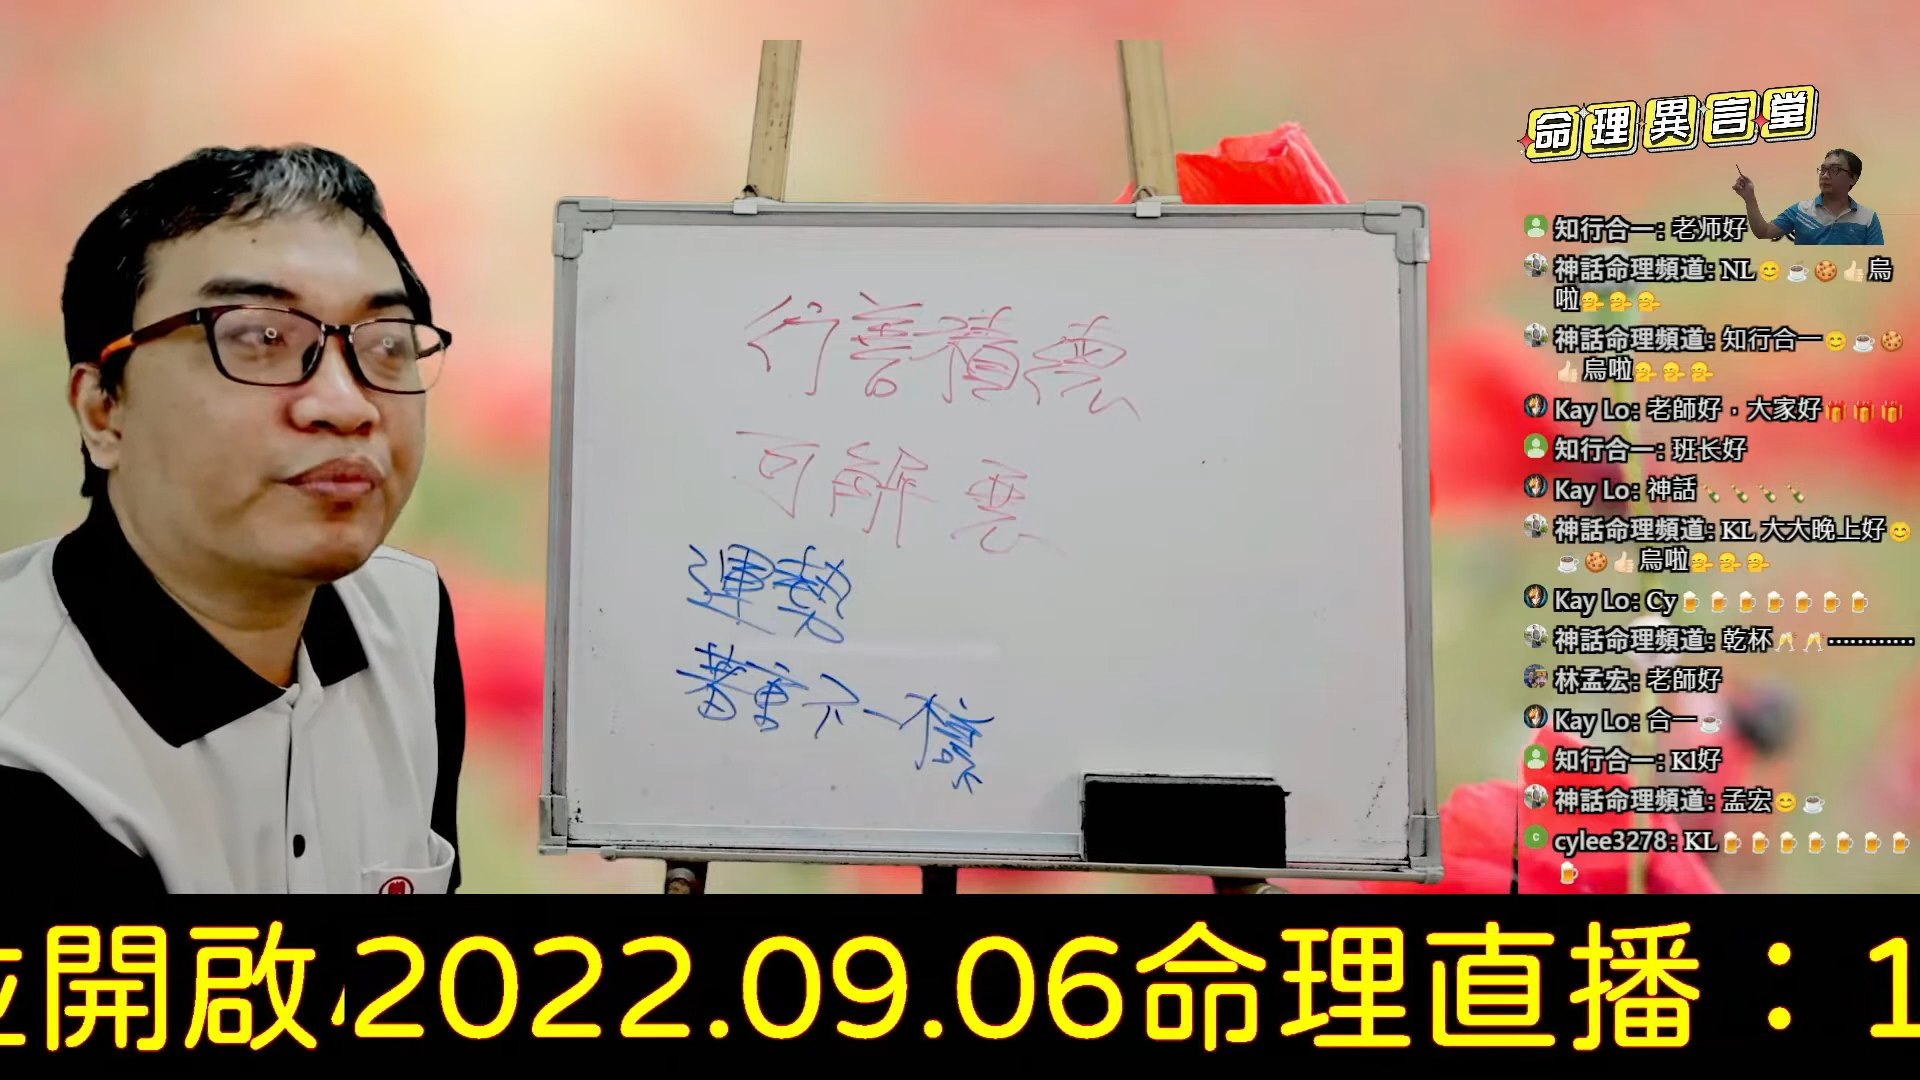 命理異言堂
行善積德
可解惡
運勢
蓄意不一樣
知行合一: 老师好
神話命理頻道: NL😊☕🍪👍🏻烏
啦🫡🫡🫡
神話命理頻道: 知行合一😊☕🍪
👍🏻烏啦🫡🫡🫡
Kay Lo: 老師好，大家好🎁🎁🎁
知行合一: 班长好
Kay Lo: 神話🍾🍾🍾🍾
神話命理頻道: KL 大大晚上好😊
☕🍪👍🏻烏啦🫡🫡🫡
Kay Lo: Cy🍺🍺🍺🍺🍺🍺🍺
神話命理頻道: 乾杯🥂🥂............
林孟宏: 老師好
Kay Lo: 合一☕
知行合一: Kl好
神話命理頻道: 孟宏😊☕
cylee3278: KL🍺🍺🍺🍺🍺🍺🍺
🍺
開啟 2022.09.06命理直播：1